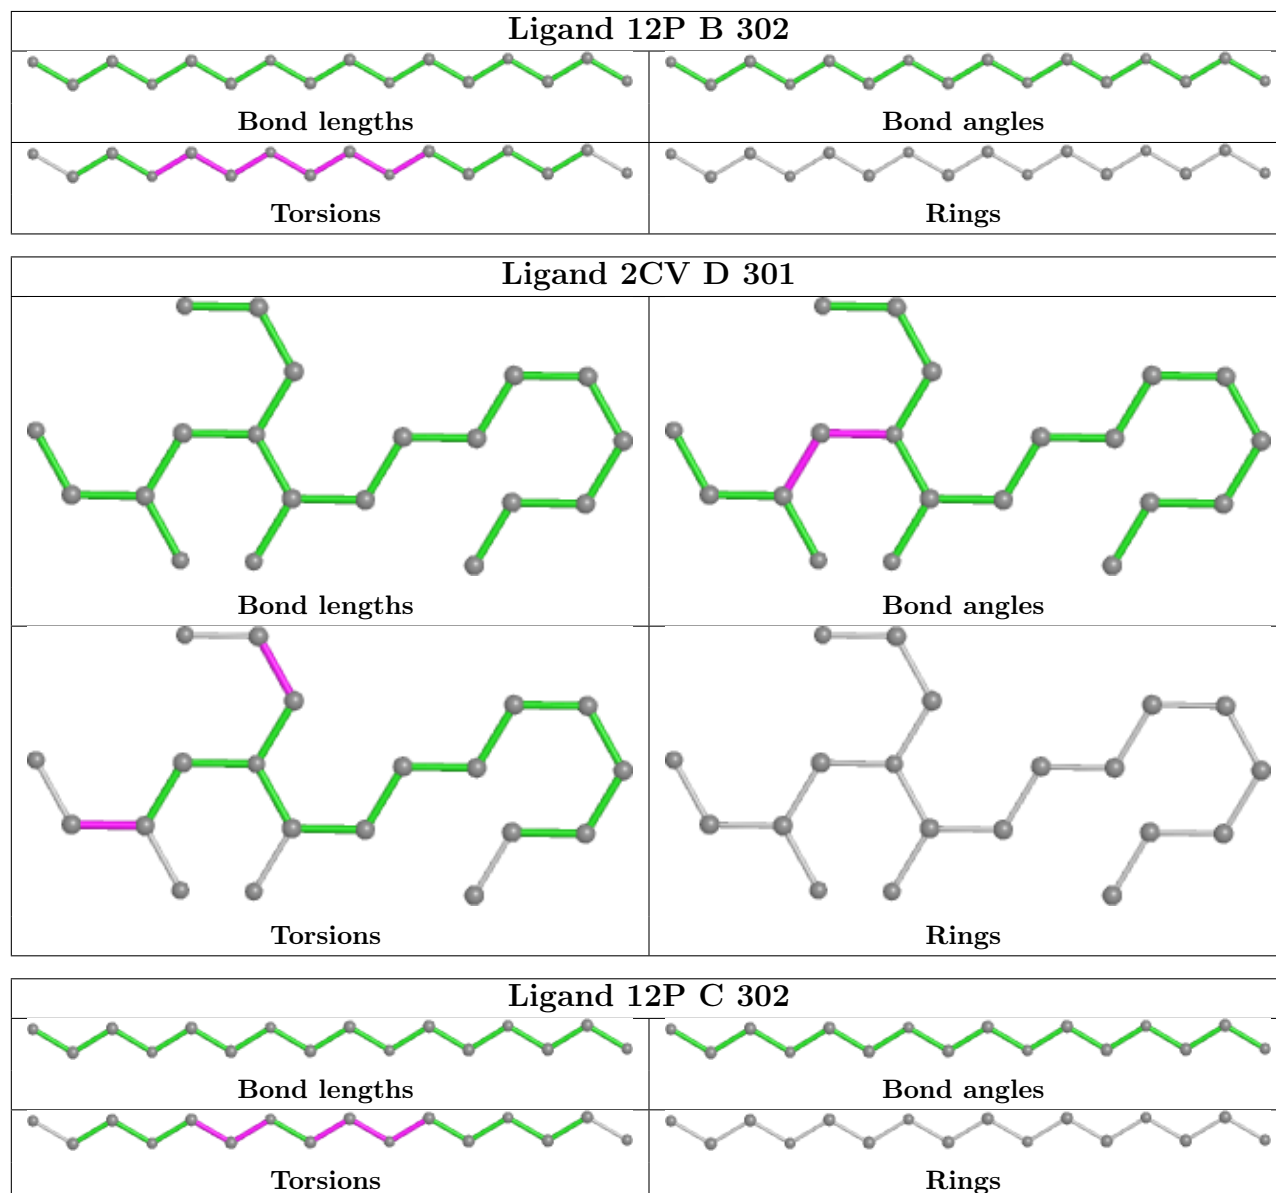 Ligand 12P B 302
Bond lengths
Bond angles
Torsions
Rings
Ligand 2CV D 301
Bond lengths
Bond angles
Torsions
Rings
Ligand 12P C 302
Bond lengths
Bond angles
Torsions
Rings